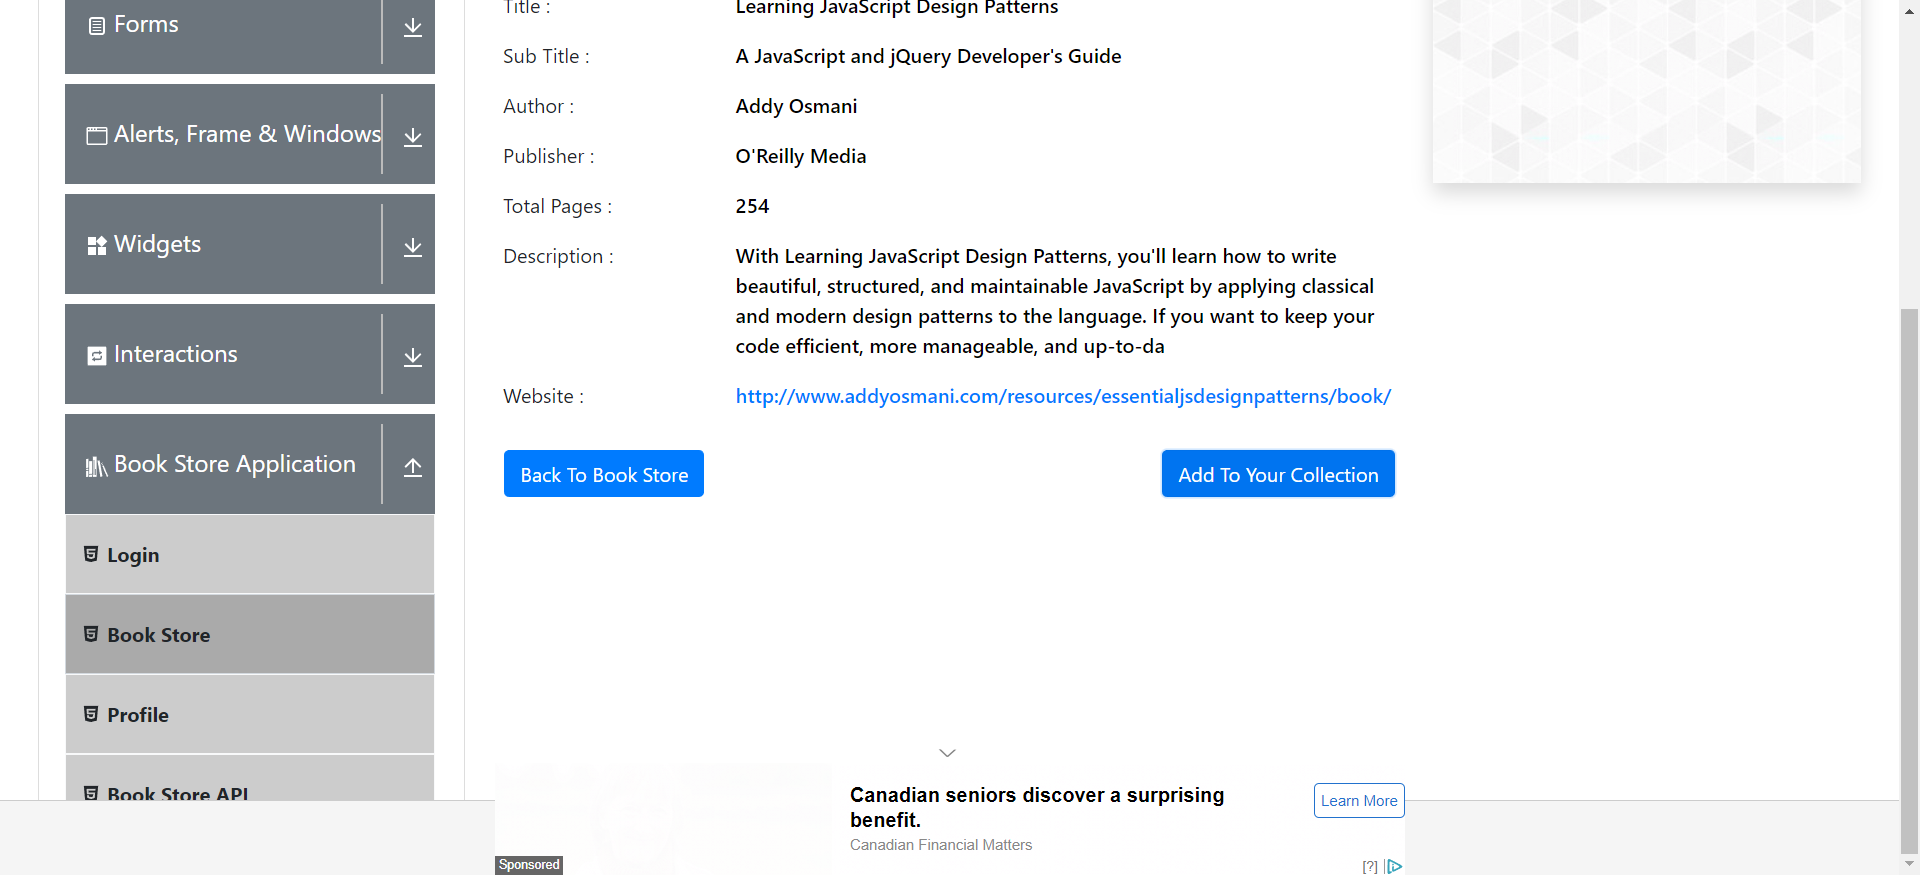 Forms
Alerts, Frame & Windows
Widgets
Interactions
Book Store Application
Login
Book Store
Profile
Book Store API
Title :
Learning JavaScript Design Patterns
Sub Title :
A JavaScript and jQuery Developer's Guide
Author :
Addy Osmani
Publisher :
O'Reilly Media
Total Pages :
254
Description :
With Learning JavaScript Design Patterns, you'll learn how to write
beautiful, structured, and maintainable JavaScript by applying classical
and modern design patterns to the language. If you want to keep your
code efficient, more manageable, and up-to-da
Website :
http://www.addyosmani.com/resources/essentialjsdesignpatterns/book/
Back To Book Store
Add To Your Collection
Canadian seniors discover a surprising
benefit.
Canadian Financial Matters
Learn More
Sponsored
[?]